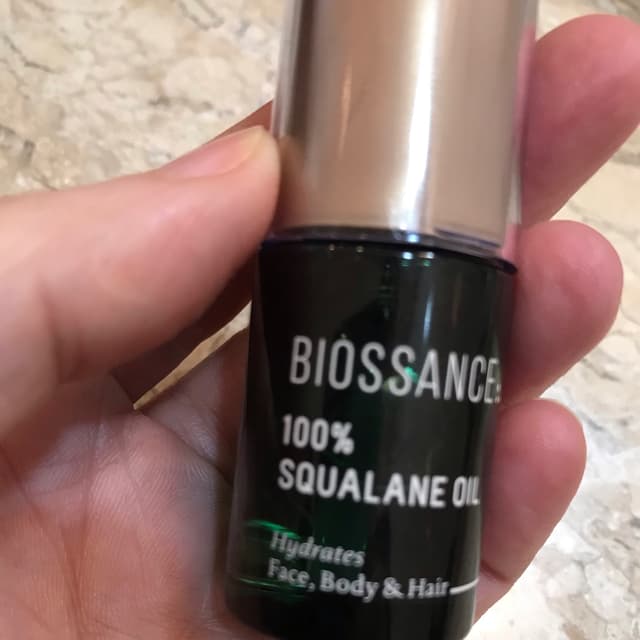 BIOSSANCE
100%
SQUALANE OIL
Hydrates
Face, Body & Hair